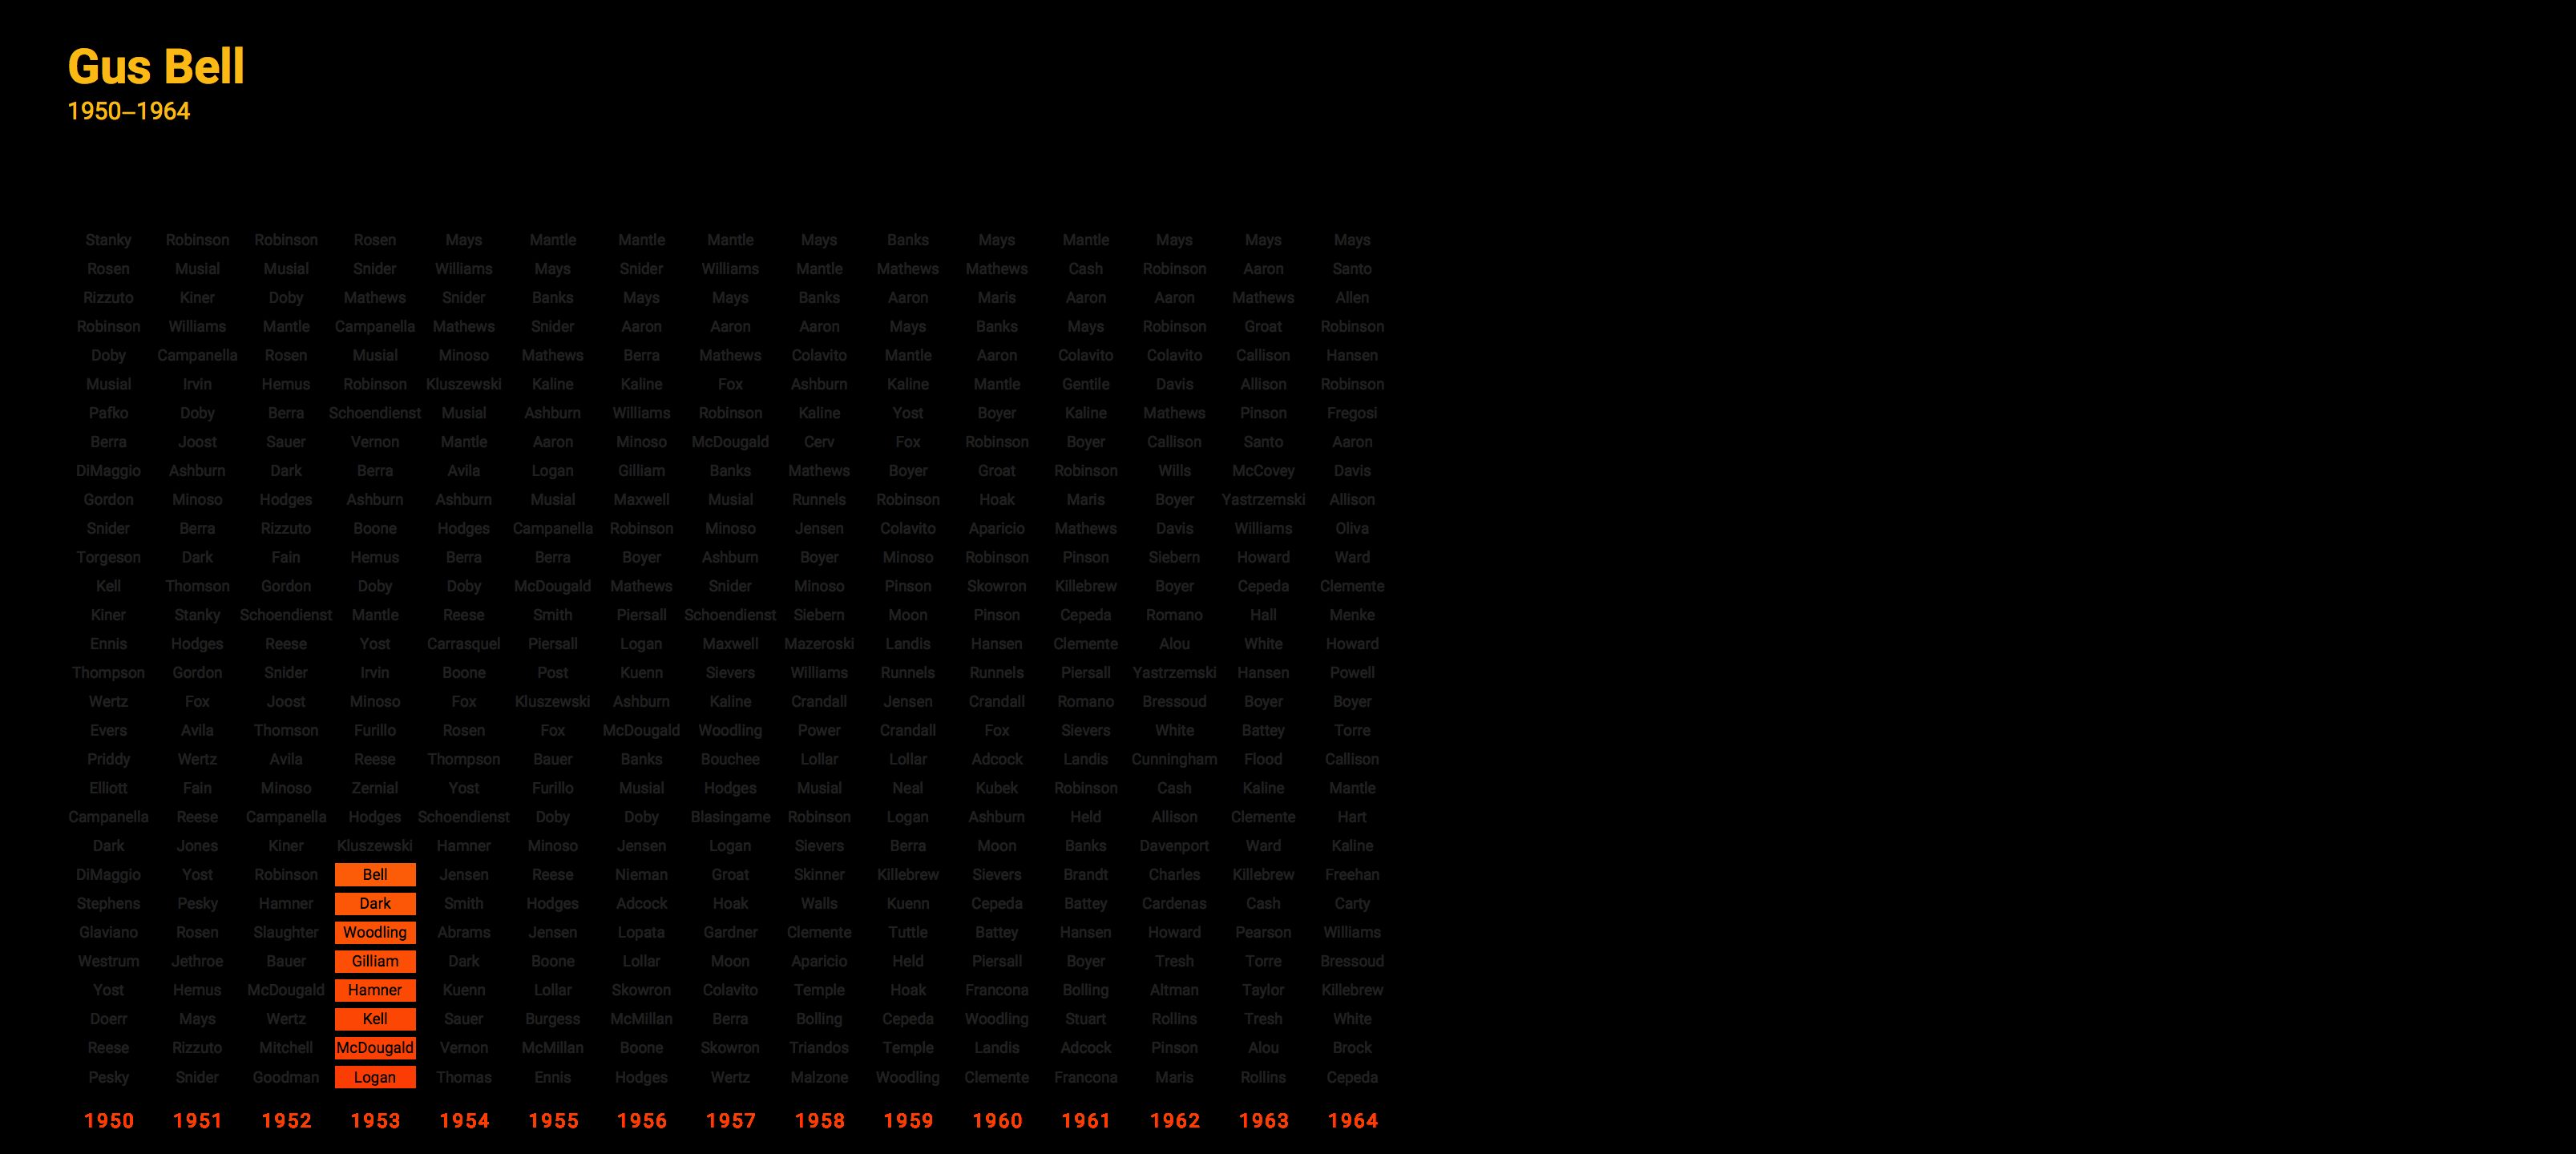 Gus Bell
1950–1964
Stanky Robinson Robinson Rosen Mays Mantle Mantle Mantle Mays Banks Mays Mantle Mays Mays Mays
Rosen Musial Musial Snider Williams Mays Snider Williams Mantle Mathews Mathews Cash Robinson Aaron Santo
Rizzuto Kiner Doby Mathews Snider Banks Mays Mays Banks Aaron Maris Aaron Aaron Mathews Allen
Robinson Williams Mantle Campanella Mathews Snider Aaron Aaron Aaron Mays Banks Mays Robinson Groat Robinson
Doby Campanella Rosen Musial Minoso Mathews Berra Mathews Colavito Mantle Aaron Colavito Colavito Callison Hansen
Musial Irvin Hemus Robinson Kluszewski Kaline Kaline Fox Ashburn Kaline Mantle Gentile Davis Allison Robinson
Pafko Doby Berra Schoendienst Musial Ashburn Williams Robinson Kaline Yost Boyer Kaline Mathews Pinson Fregosi
Berra Joost Sauer Vernon Mantle Aaron Minoso McDougald Cerv Fox Robinson Boyer Callison Santo Aaron
DiMaggio Ashburn Dark Berra Avila Logan Gilliam Banks Mathews Boyer Groat Robinson Wills McCovey Davis
Gordon Minoso Hodges Ashburn Ashburn Musial Maxwell Musial Runnels Robinson Hoak Maris Boyer Yastrzemski Allison
Snider Berra Rizzuto Boone Hodges Campanella Robinson Minoso Jensen Colavito Aparicio Mathews Davis Williams Oliva
Torgeson Dark Fain Hemus Berra Berra Boyer Ashburn Boyer Minoso Robinson Pinson Siebern Howard Ward
Kell Thomson Gordon Doby Doby McDougald Mathews Snider Minoso Pinson Skowron Killebrew Boyer Cepeda Clemente
Kiner Stanky Schoendienst Mantle Reese Smith Piersall Schoendienst Siebern Moon Pinson Cepeda Romano Hall Menke
Ennis Hodges Reese Yost Carrasquel Piersall Logan Maxwell Mazeroski Landis Hansen Clemente Alou White Howard
Thompson Gordon Snider Irvin Boone Post Kuenn Sievers Williams Runnels Runnels Piersall Yastrzemski Hansen Powell
Wertz Fox Joost Minoso Fox Kluszewski Ashburn Kaline Crandall Jensen Crandall Romano Bressoud Boyer Boyer
Evers Avila Thomson Furillo Rosen Fox McDougald Woodling Power Crandall Fox Sievers White Battey Torre
Priddy Wertz Avila Reese Thompson Bauer Banks Bouchee Lollar Lollar Adcock Landis Cunningham Flood Callison
Elliott Fain Minoso Zernial Yost Furillo Musial Hodges Musial Neal Kubek Robinson Cash Kaline Mantle
Campanella Reese Campanella Hodges Schoendienst Doby Doby Blasingame Robinson Logan Ashburn Held Allison Clemente Hart
Dark Jones Kiner Kluszewski Hamner Minoso Jensen Logan Sievers Berra Moon Banks Davenport Ward Kaline
DiMaggio Yost Robinson Bell Jensen Reese Nieman Groat Skinner Killebrew Sievers Brandt Charles Killebrew Freehan
Stephens Pesky Hamner Dark Smith Hodges Adcock Hoak Walls Kuenn Cepeda Battey Cardenas Cash Carty
Glaviano Rosen Slaughter Woodling Abrams Jensen Lopata Gardner Clemente Tuttle Battey Hansen Howard Pearson Williams
Westrum Jethroe Bauer Gilliam Dark Boone Lollar Moon Aparicio Held Piersall Boyer Tresh Torre Bressoud
Yost Hemus McDougald Hamner Kuenn Lollar Skowron Colavito Temple Hoak Francona Bolling Altman Taylor Killebrew
Doerr Mays Wertz Kell Sauer Burgess McMillan Berra Bolling Cepeda Woodling Stuart Rollins Tresh White
Reese Rizzuto Mitchell McDougald Vernon McMillan Boone Skowron Triandos Temple Landis Adcock Pinson Alou Brock
Pesky Snider Goodman Logan Thomas Ennis Hodges Wertz Malzone Woodling Clemente Francona Maris Rollins Cepeda
1950 1951 1952 1953 1954 1955 1956 1957 1958 1959 1960 1961 1962 1963 1964